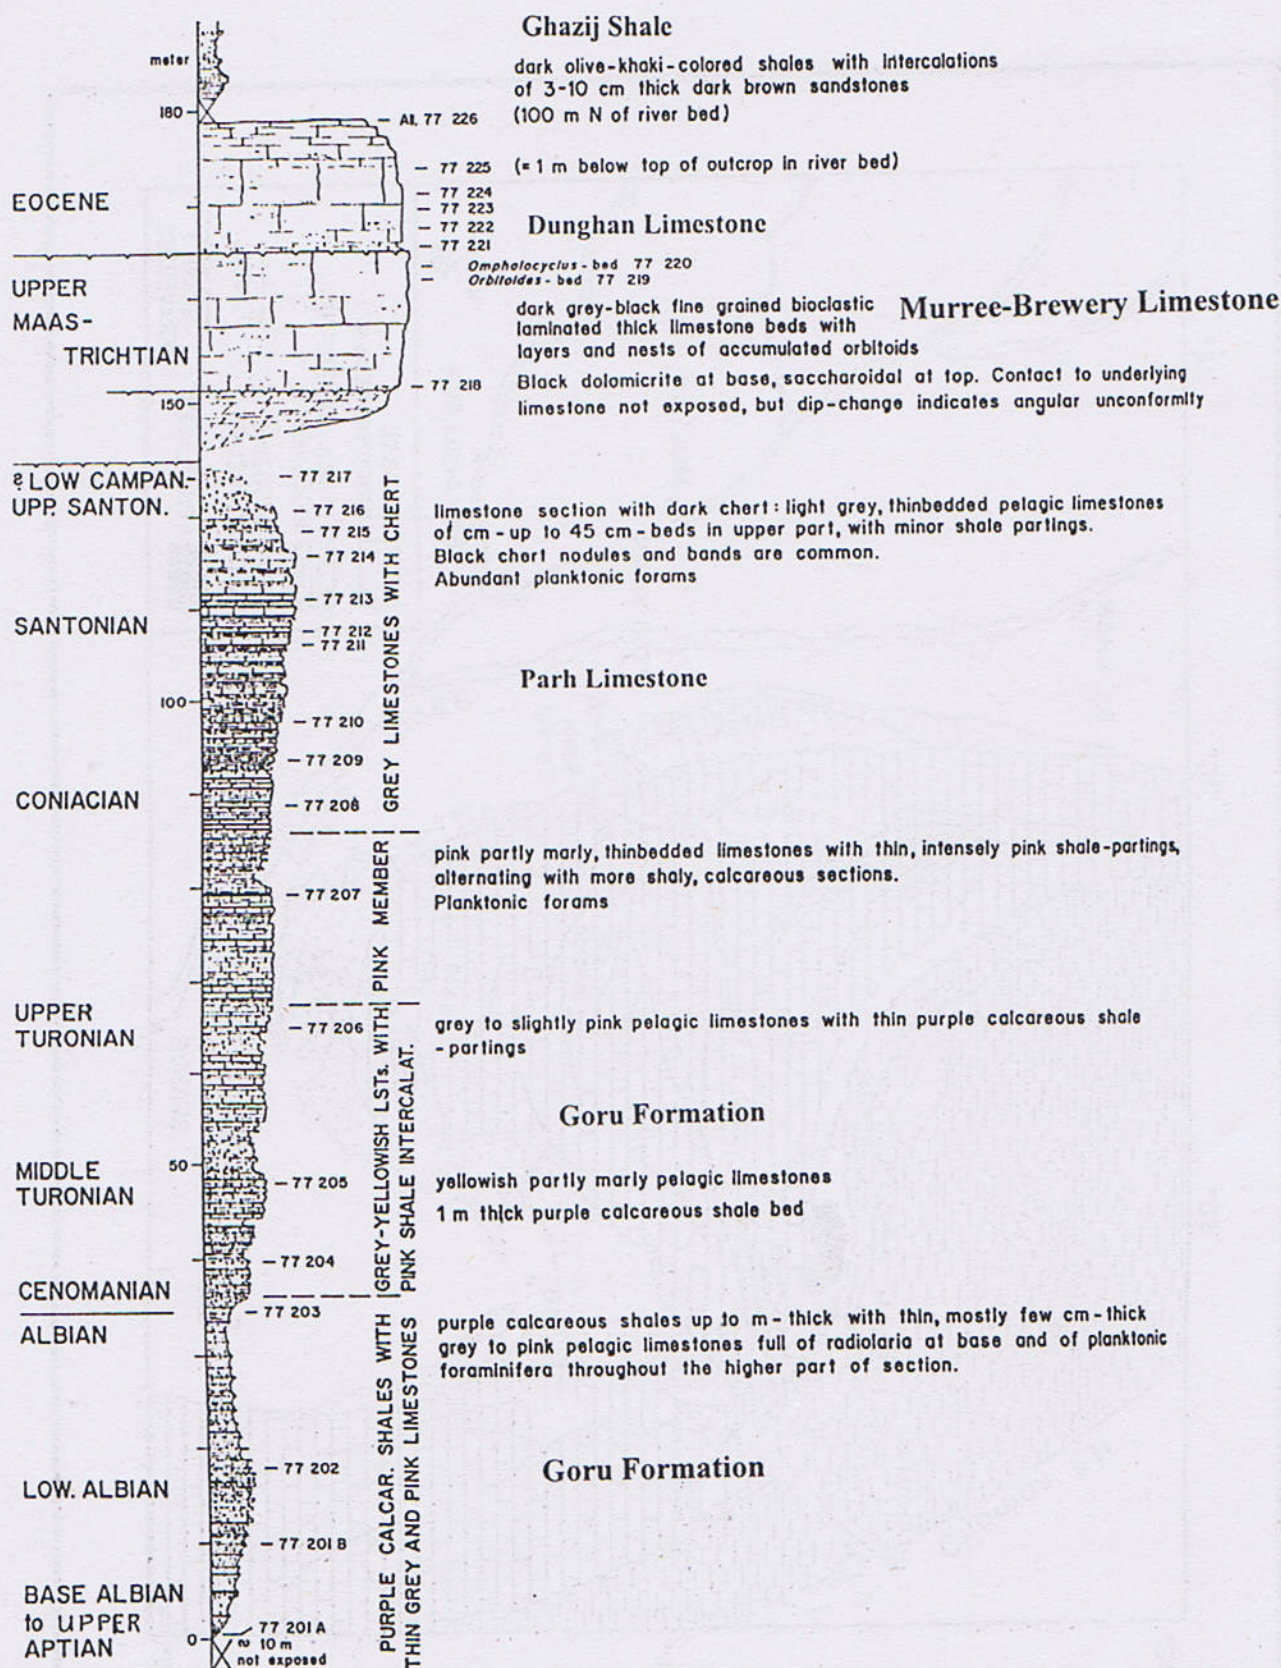 Ghazij Shale
meter
dark olive-khaki-colored shales with intercalations
of 3-10 cm thick dark brown sandstones
(100 m N of river bed)
180
Al. 77 226
77 225 (= 1 m below top of outcrop in river bed)
77 224
EOCENE
77 223
77 222
Dunghan Limestone
77 221
Omphalocyclus - bed 77 220
Orbitoides - bed 77 219
UPPER
MAAS-
TRICHTIAN
dark grey-black fine grained bioclastic
laminated thick limestone beds with
layers and nests of accumulated orbitoids
Murree-Brewery Limestone
77 218
Black dolomicrite at base, saccharoidal at top. Contact to underlying
limestone not exposed, but dip-change indicates angular unconformity
150
? LOW CAMPAN.-
UPP. SANTON.
77 217
77 216
77 215
77 214
limestone section with dark chert: light grey, thinbedded pelagic limestones
of cm - up to 45 cm - beds in upper part, with minor shale partings.
Black chert nodules and bands are common.
Abundant planktonic forams
77 213
SANTONIAN
77 212
77 211
GREY LIMESTONES WITH CHERT
Parh Limestone
100
77 210
77 209
CONIACIAN
77 208
pink partly marly, thinbedded limestones with thin, intensely pink shale-partings,
alternating with more shaly, calcareous sections.
Planktonic forams
77 207
PINK MEMBER
UPPER
TURONIAN
77 206
grey to slightly pink pelagic limestones with thin purple calcareous shale
- partings
GREY-YELLOWISH LSTs. WITH
PINK SHALE INTERCALAT.
Goru Formation
MIDDLE
TURONIAN
50
77 205
yellowish partly marly pelagic limestones
1 m thick purple calcareous shale bed
77 204
CENOMANIAN
77 203
ALBIAN
purple calcareous shales up to m - thick with thin, mostly few cm - thick
grey to pink pelagic limestones full of radiolaria at base and of planktonic
foraminifera throughout the higher part of section.
PURPLE CALCAR. SHALES WITH
THIN GREY AND PINK LIMESTONES
77 202
Goru Formation
LOW. ALBIAN
77 201 B
BASE ALBIAN
to UPPER
APTIAN
77 201 A
0
≈ 10 m
not exposed